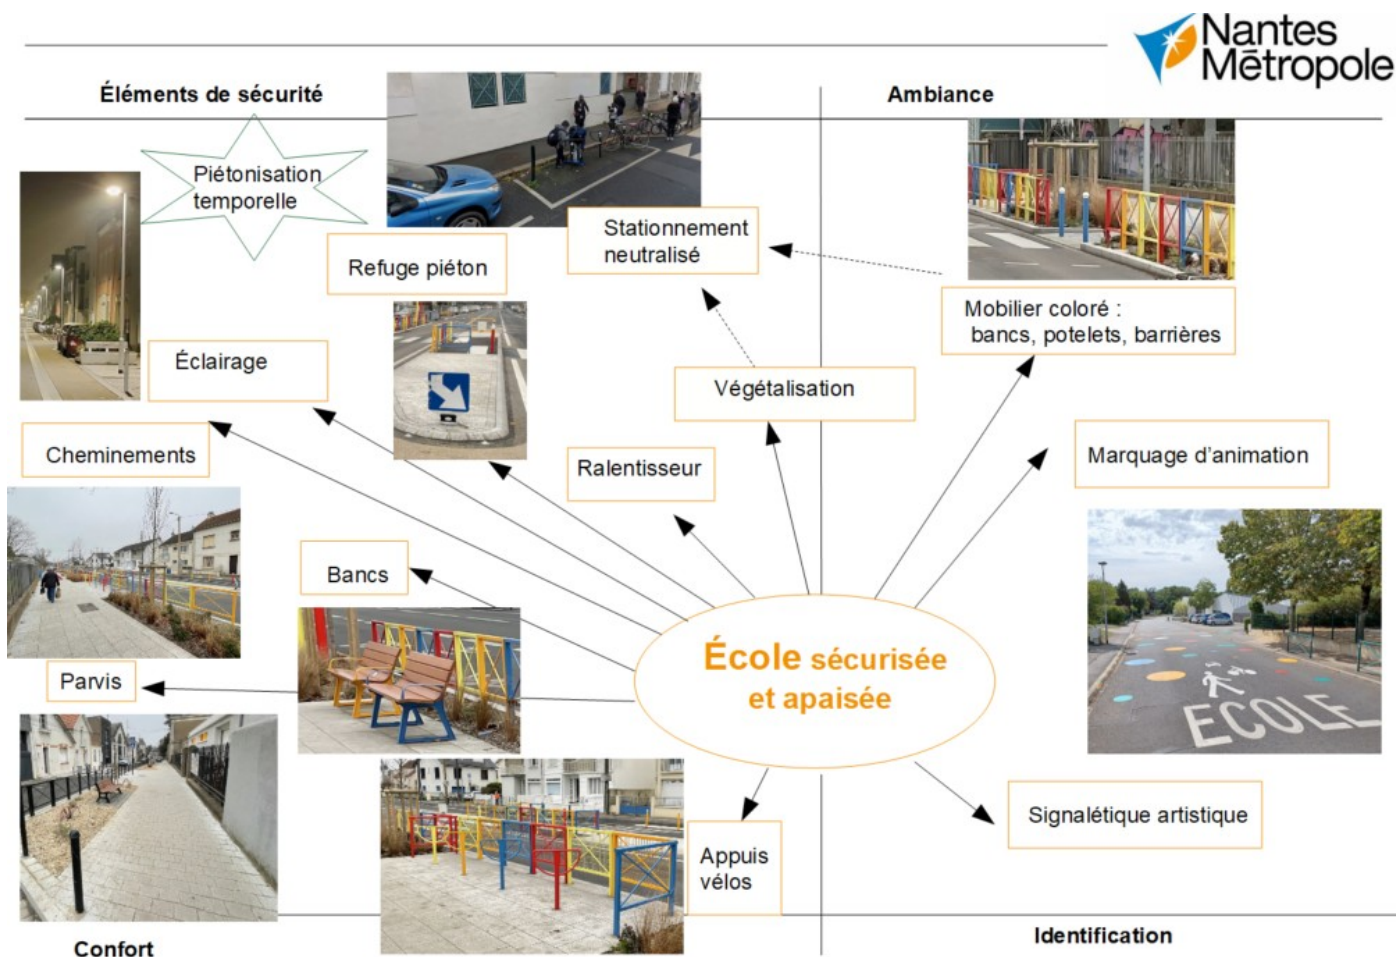 Nantes
Métropole
Éléments de sécurité
Ambiance
Piétonisation
temporelle
Stationnement
neutralisé
Refuge piéton
Mobilier coloré :
bancs, potelets, barrières
Éclairage
Végétalisation
Cheminements
Ralentisseur
Marquage d'animation
Bancs
École sécurisée
et apaisée
Parvis
ECOLE
Signalétique artistique
Appuis
vélos
Confort
Identification